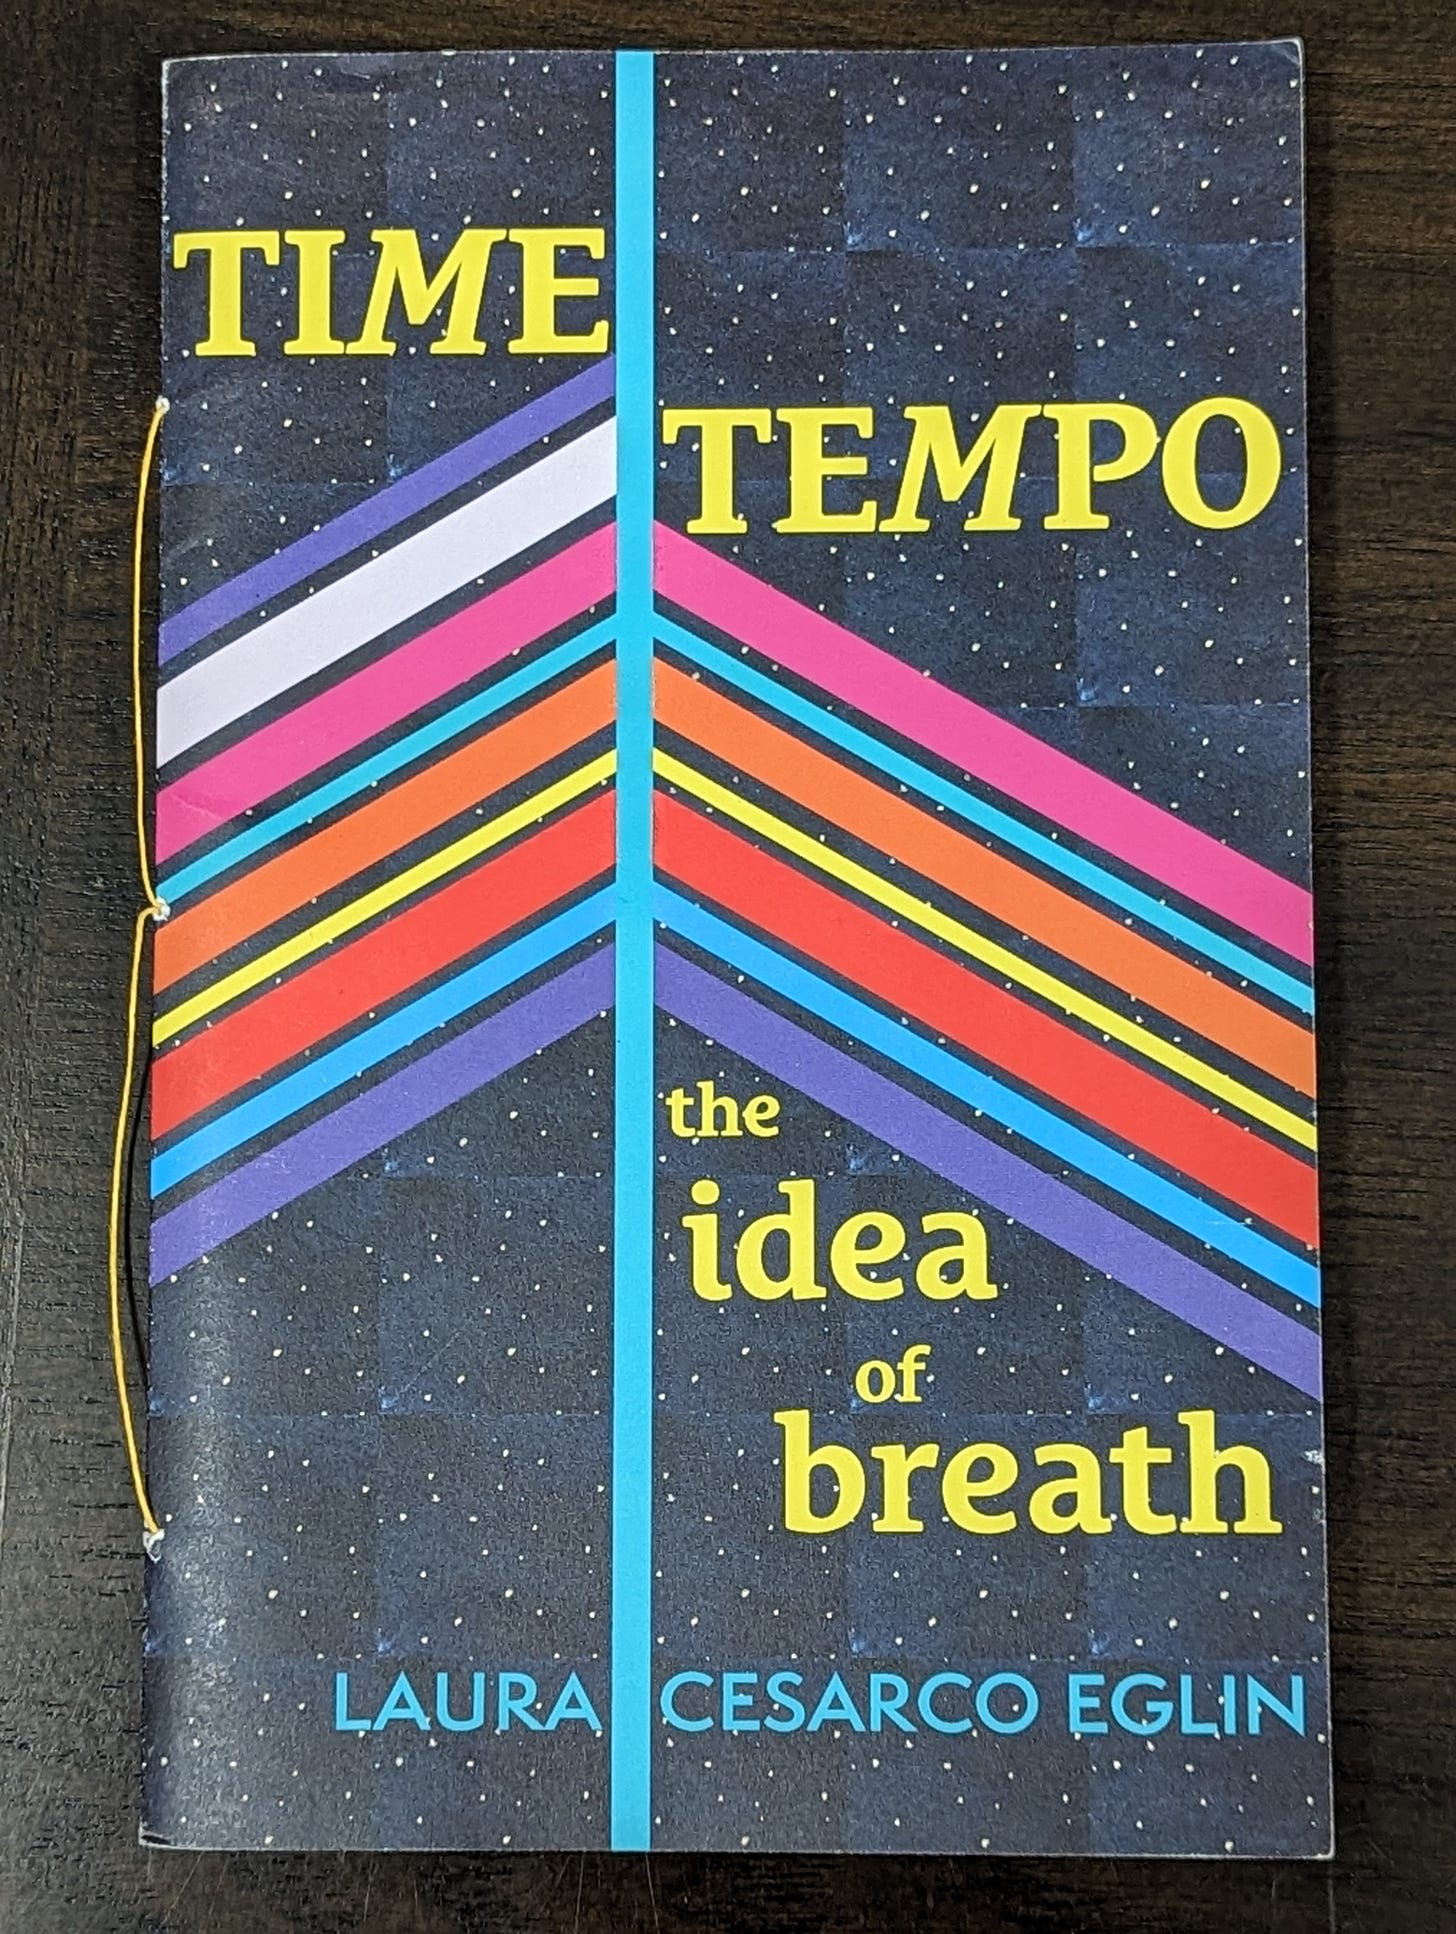 TIME
TEMPO
the
idea
of
breath
LAURA CESARCO EGLIN